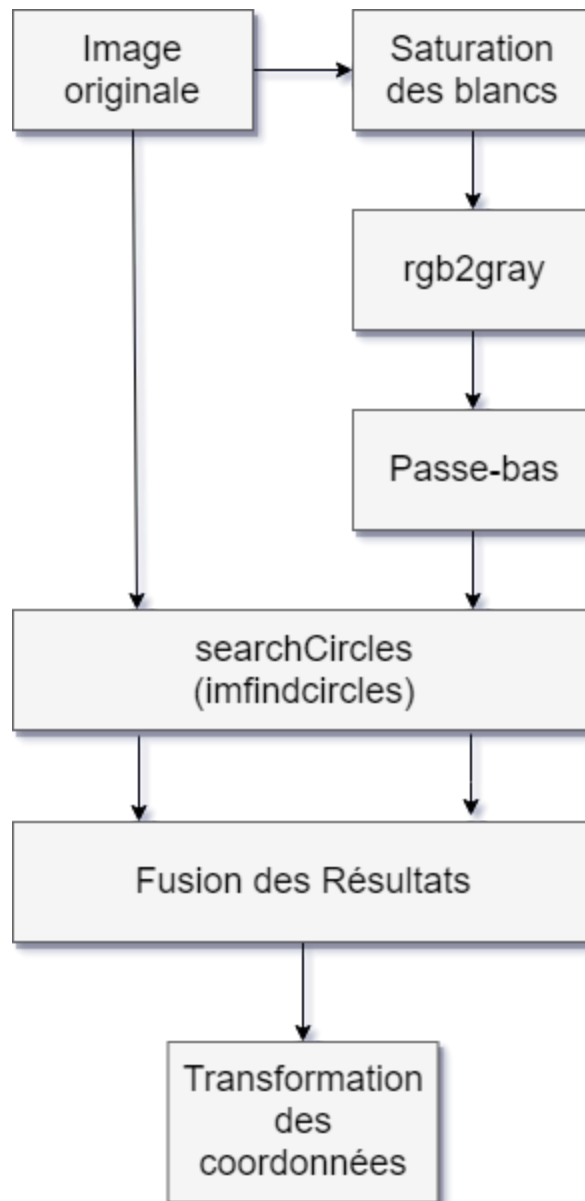 Image
originale
Saturation
des blancs
rgb2gray
Passe-bas
searchCircles
(imfindcircles)
Fusion des Résultats
Transformation
des
coordonnées